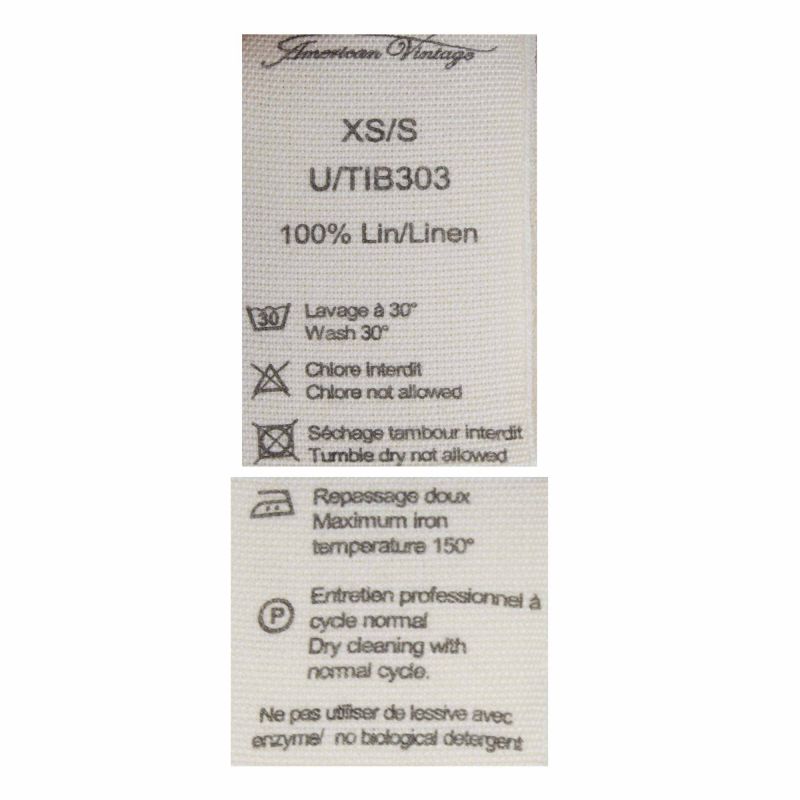 American Vintage
XS/S
U/TIB303
100% Lin/Linen
30
Lavage à 30°
Wash 30°
Chlore interdit
Chlore not allowed
Séchage tambour interdit
Tumble dry not allowed
Repassage doux
Maximum iron
temperature 150°
P
Entretien professionnel à
cycle normal
Dry cleaning with
normal cycle.
Ne pas utiliser de lessive avec
enzyme/ no biological detergent